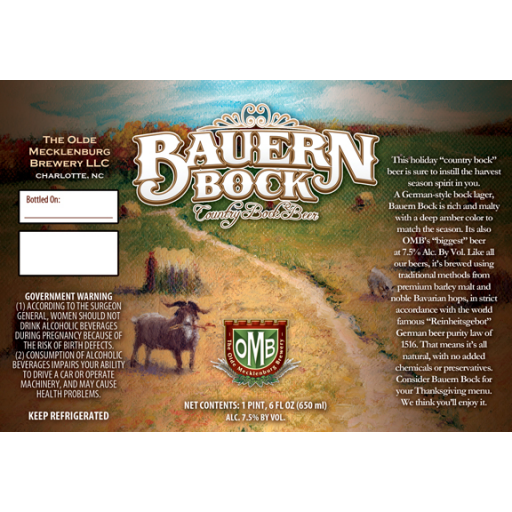 The Olde
Mecklenburg
Brewery LLC
Charlotte, NC
Bottled On:
GOVERNMENT WARNING
(1) ACCORDING TO THE SURGEON
GENERAL, WOMEN SHOULD NOT
DRINK ALCOHOLIC BEVERAGES
DURING PREGNANCY BECAUSE OF
THE RISK OF BIRTH DEFECTS.
(2) CONSUMPTION OF ALCOHOLIC
BEVERAGES IMPAIRS YOUR ABILITY
TO DRIVE A CAR OR OPERATE
MACHINERY, AND MAY CAUSE
HEALTH PROBLEMS.
KEEP REFRIGERATED
BAUERN
BOCK
Country Bock Beer
OMB
The Olde Mecklenburg Brewery
NET CONTENTS: 1 PINT, 6 FL OZ (650 ml)
ALC. 7.5% BY VOL.
This holiday “country bock”
beer is sure to instill the harvest
season spirit in you.
A German-style bock lager,
Bauern Bock is rich and malty
with a deep amber color to
match the season. Its also
OMB's “biggest” beer
at 7.5% Alc. By Vol. Like all
our beers, it's brewed using
traditional methods from
premium barley malt and
noble Bavarian hops, in strict
accordance with the world
famous “Reinheitsgebot”
German beer purity law of
1516. That means it's all
natural, with no added
chemicals or preservatives.
Consider Bauern Bock for
your Thanksgiving menu.
We think you'll enjoy it.